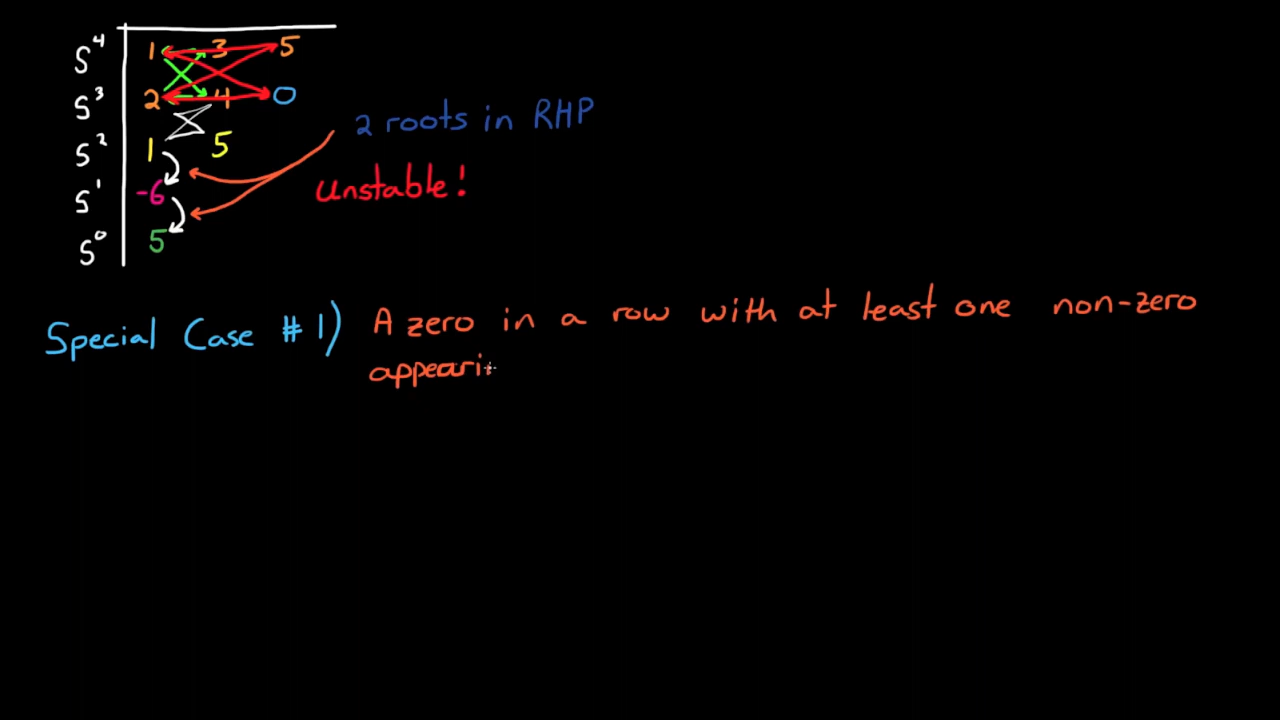 S⁴ 1 3 5
S³ 2 4 0
2 roots in RHP
S² 1 5
S¹ -6
unstable!
S⁰ 5
Special Case #1) A zero in a row with at least one non-zero
appeari